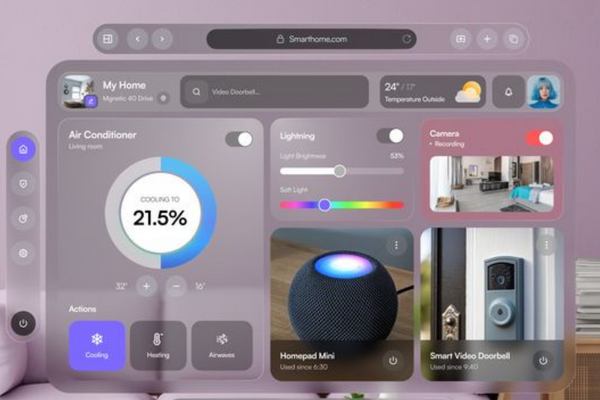 Smarthome.com
My Home
Mgnetic 40 Drive
Video Doorbell...
24° / 17°
Temperature Outside
Air Conditioner
Living room
COOLING TO
21.5%
32°
16°
Actions
Cooling
Heating
Airwaves
Lightning
Light Brightness
53%
Soft Light
Camera
• Recording
Homepad Mini
Used since 6:30
Smart Video Doorbell
Used since 9:40